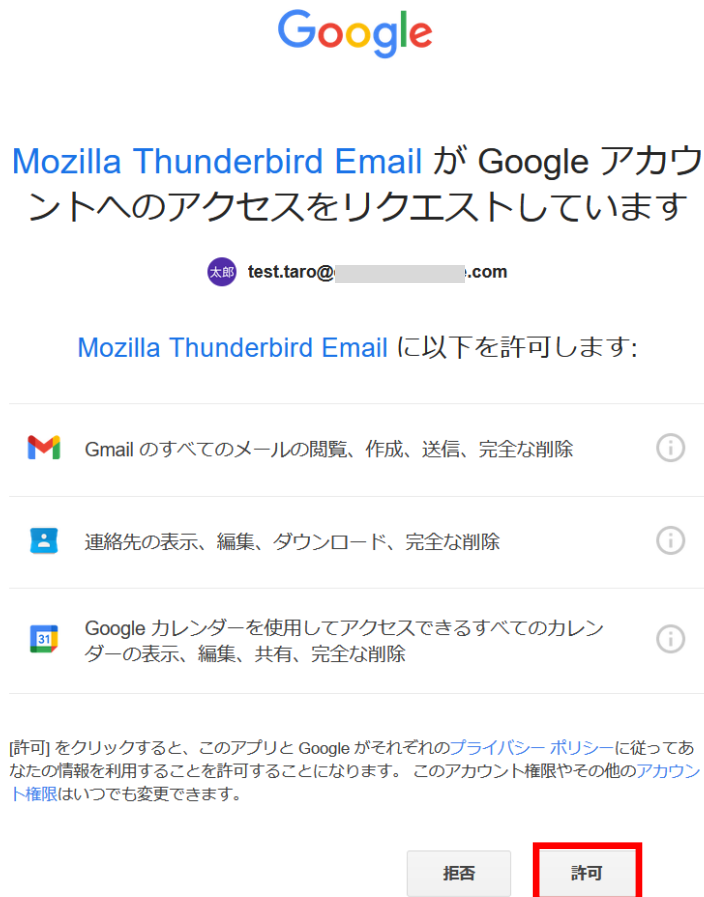 Google
Mozilla Thunderbird Email が Google アカウ
ントへのアクセスをリクエストしています
太郎 test.taro@ .com
Mozilla Thunderbird Email に以下を許可します:
Gmail のすべてのメールの閲覧、作成、送信、完全な削除
連絡先の表示、編集、ダウンロード、完全な削除
31
Google カレンダーを使用してアクセスできるすべてのカレン
ダーの表示、編集、共有、完全な削除
[許可] をクリックすると、このアプリと Google がそれぞれのプライバシー ポリシーに従ってあ
なたの情報を利用することを許可することになります。 このアカウント権限やその他のアカウン
ト権限はいつでも変更できます。
拒否 許可